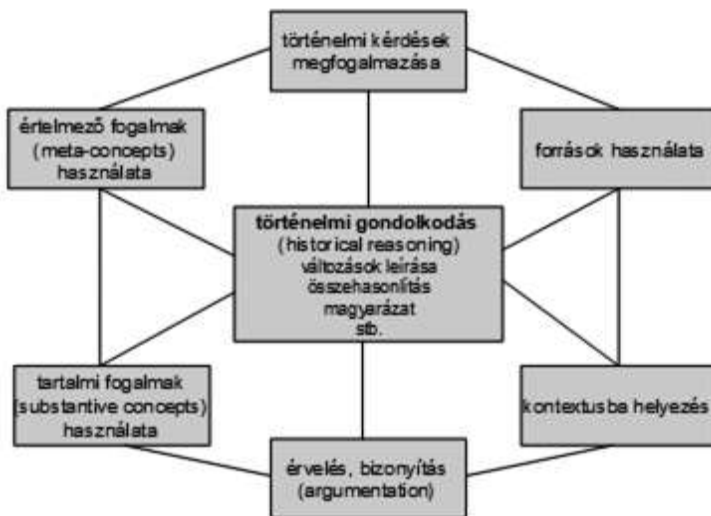 történelmi kérdések
megfogalmazása
értelmező fogalmak
(meta-concepts)
használata
források használata
történelmi gondolkodás
(historical reasoning)
változások leírása
összehasonlítás
magyarázat
stb.
tartalmi fogalmak
(substantive concepts)
használata
kontextusba helyezés
érvelés, bizonyítás
(argumentation)